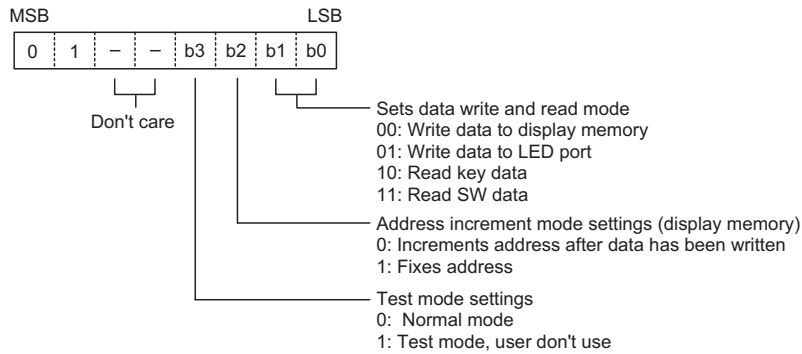 MSB LSB
0 1 – – b3 b2 b1 b0
Don't care
Sets data write and read mode
00: Write data to display memory
01: Write data to LED port
10: Read key data
11: Read SW data
Address increment mode settings (display memory)
0: Increments address after data has been written
1: Fixes address
Test mode settings
0: Normal mode
1: Test mode, user don't use